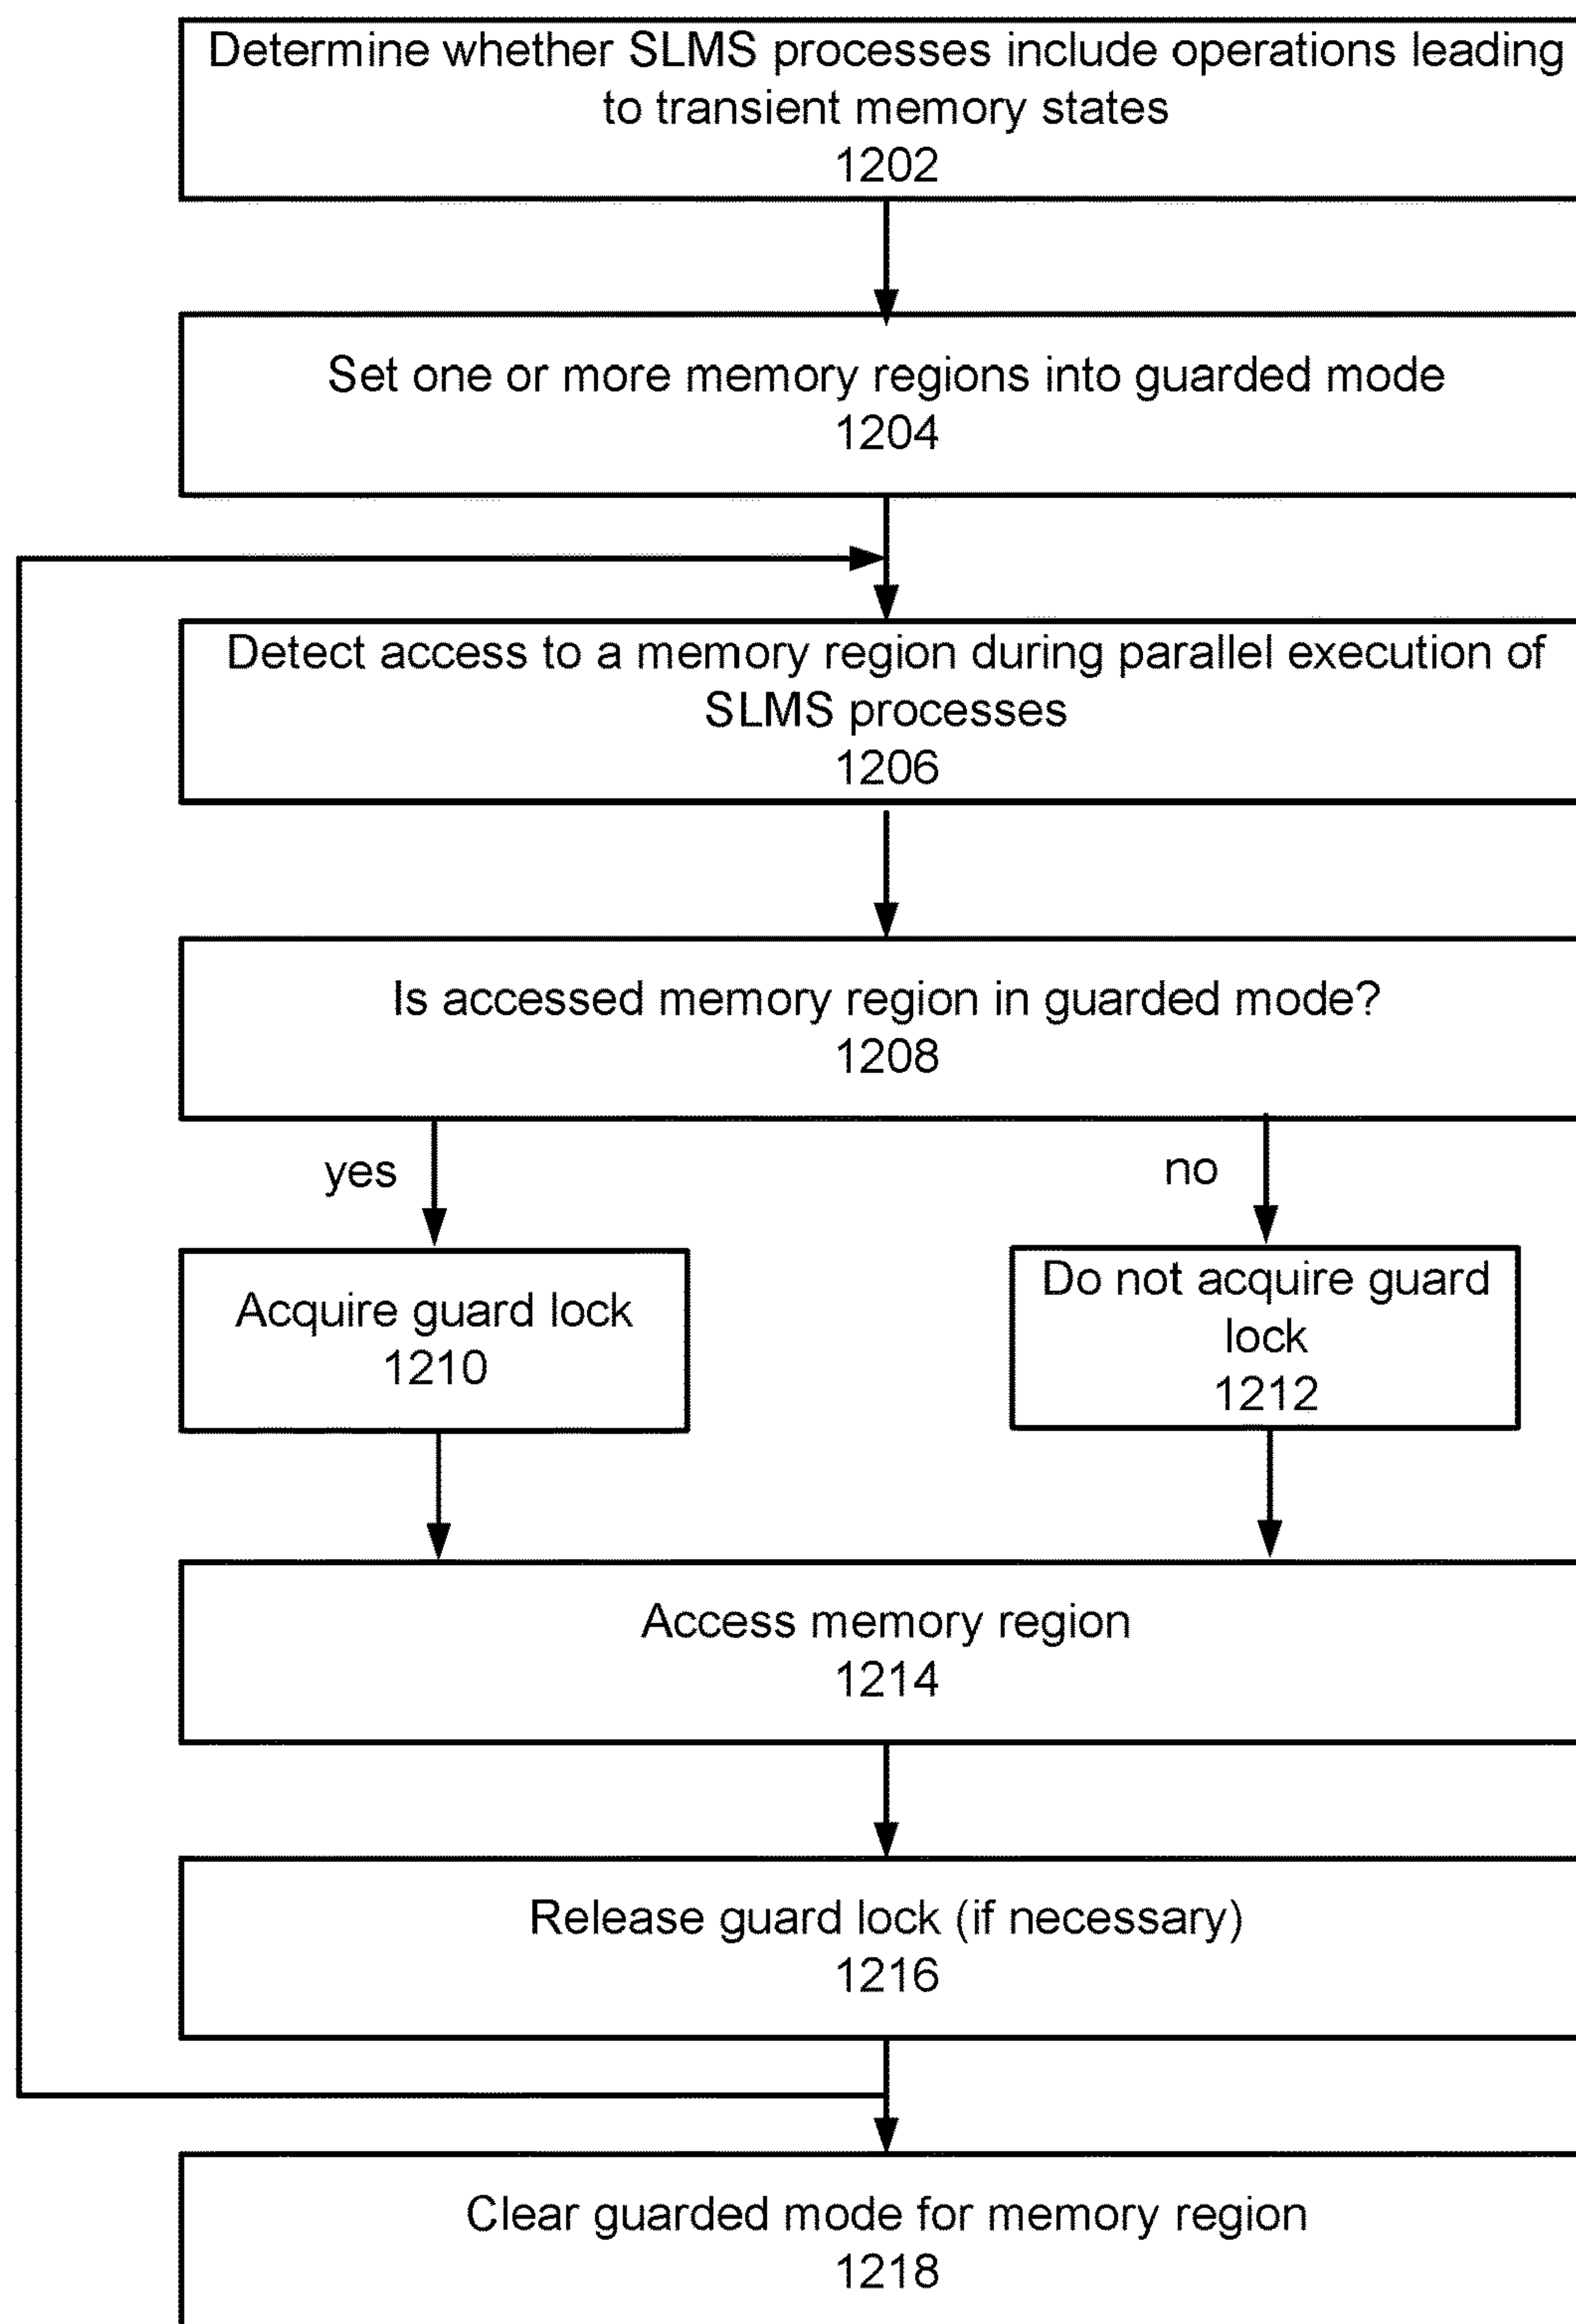 Determine whether SLMS processes include operations leading
to transient memory states
1202
Set one or more memory regions into guarded mode
1204
Detect access to a memory region during parallel execution of
SLMS processes
1206
Is accessed memory region in guarded mode?
1208
yes
no
Acquire guard lock
1210
Do not acquire guard
lock
1212
Access memory region
1214
Release guard lock (if necessary)
1216
Clear guarded mode for memory region
1218